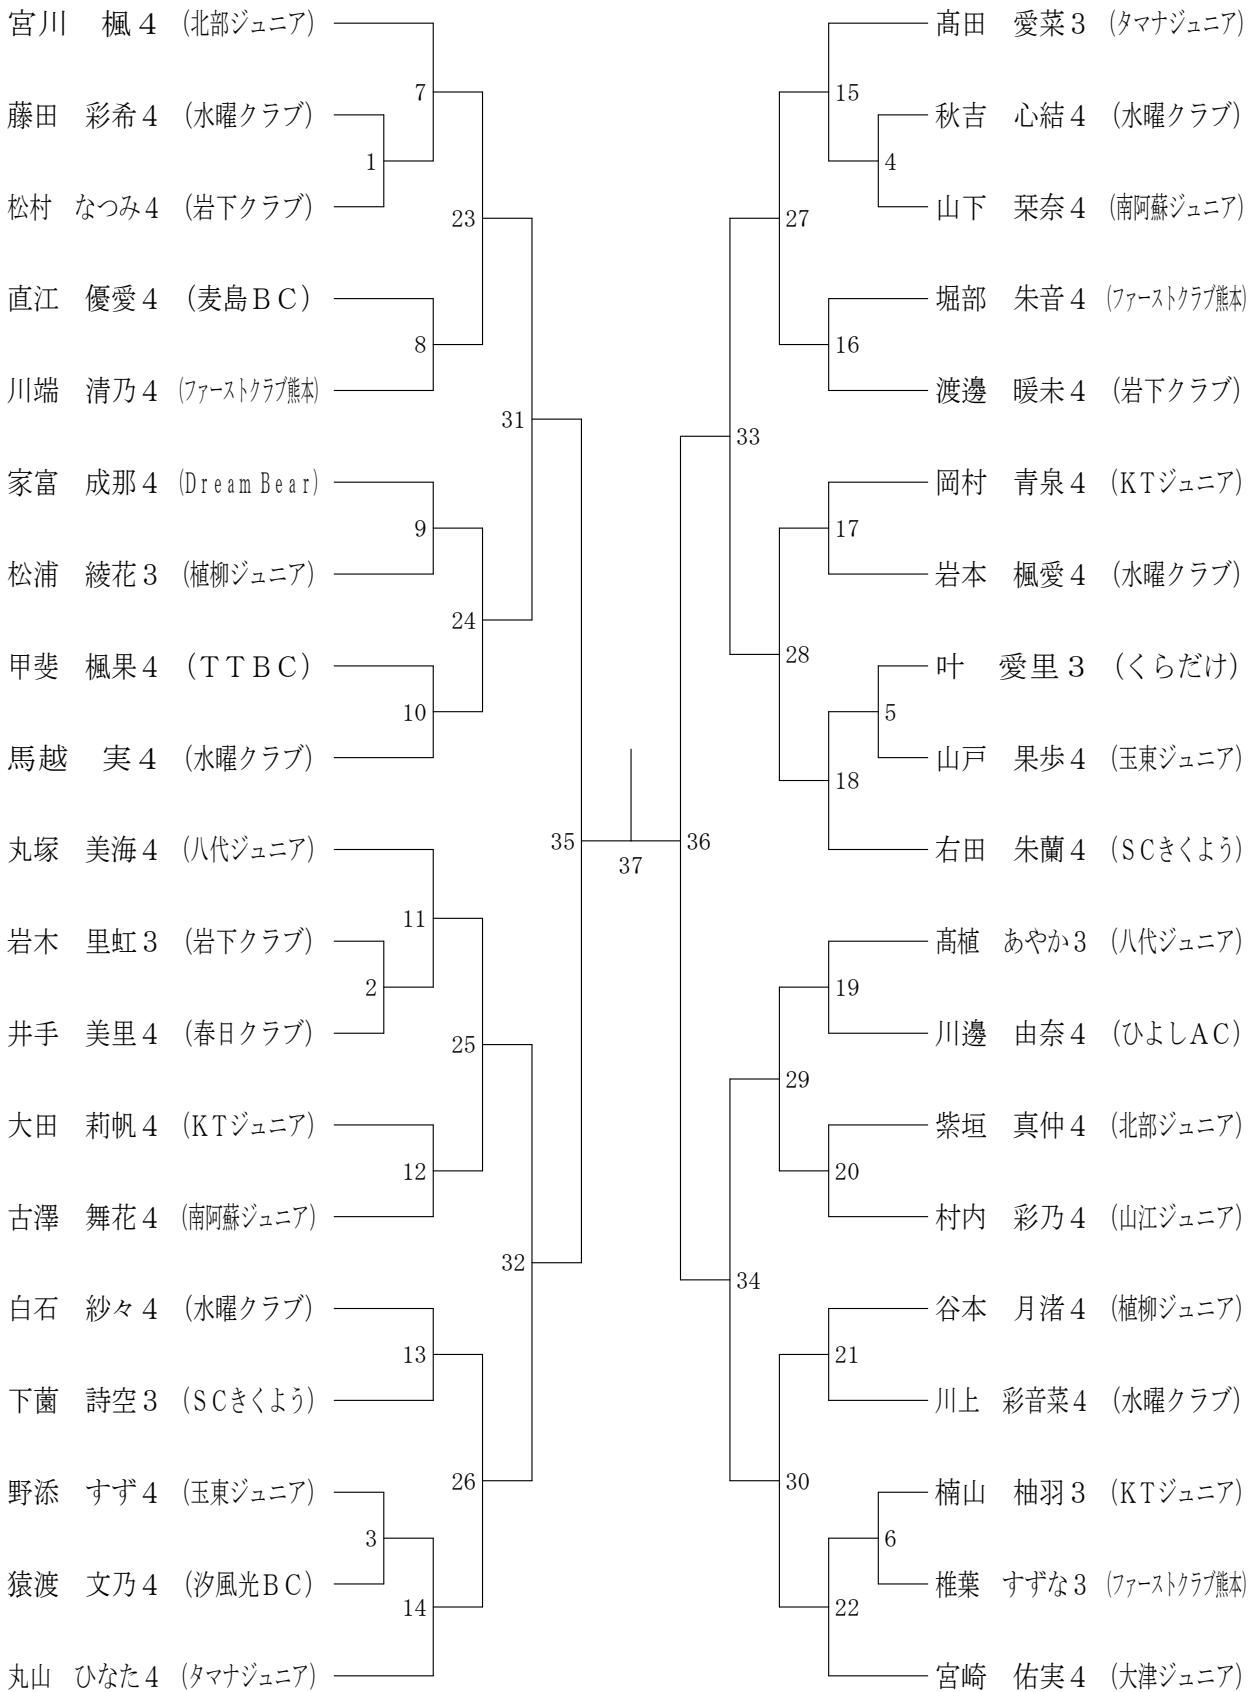 宮川　楓４ (北部ジュニア)
7
藤田　彩希４ (水曜クラブ)
1
松村　なつみ４ (岩下クラブ)
23
直江　優愛４ (麦島ＢＣ)
8
川端　清乃４ (ファーストクラブ熊本)
31
家富　成那４ (Dream Bear)
9
松浦　綾花３ (植柳ジュニア)
24
甲斐　楓果４ (ＴＴＢＣ)
10
馬越　実４ (水曜クラブ)
35
丸塚　美海４ (八代ジュニア)
11
岩木　里虹３ (岩下クラブ)
2
井手　美里４ (春日クラブ)
25
大田　莉帆４ (KTジュニア)
12
古澤　舞花４ (南阿蘇ジュニア)
32
白石　紗々４ (水曜クラブ)
13
下薗　詩空３ (SCきくよう)
26
野添　すず４ (玉東ジュニア)
3
猿渡　文乃４ (汐風光ＢＣ)
14
丸山　ひなた４ (タマナジュニア)
37
髙田　愛菜３ (タマナジュニア)
15
秋吉　心結４ (水曜クラブ)
4
山下　栞奈４ (南阿蘇ジュニア)
27
堀部　朱音４ (ファーストクラブ熊本)
16
渡邊　暖未４ (岩下クラブ)
33
岡村　青泉４ (KTジュニア)
17
岩本　楓愛４ (水曜クラブ)
28
叶　愛里３ (くらだけ)
5
山戸　果歩４ (玉東ジュニア)
18
右田　朱蘭４ (SCきくよう)
36
髙植　あやか３ (八代ジュニア)
19
川邊　由奈４ (ひよしAC)
29
柴垣　真仲４ (北部ジュニア)
20
村内　彩乃４ (山江ジュニア)
34
谷本　月渚４ (植柳ジュニア)
21
川上　彩音菜４ (水曜クラブ)
30
楠山　柚羽３ (KTジュニア)
6
椎葉　すずな３ (ファーストクラブ熊本)
22
宮崎　佑実４ (大津ジュニア)